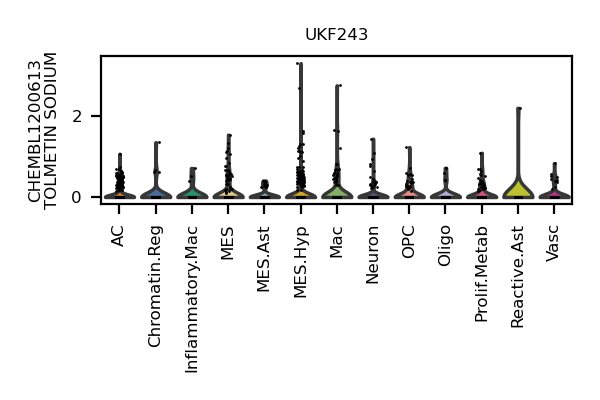 UKF243
CHEMBL1200613
TOLMETIN SODIUM
2
0
AC
Chromatin.Reg
Inflammatory.Mac
MES
MES.Ast
MES.Hyp
Mac
Neuron
OPC
Oligo
Prolif.Metab
Reactive.Ast
Vasc